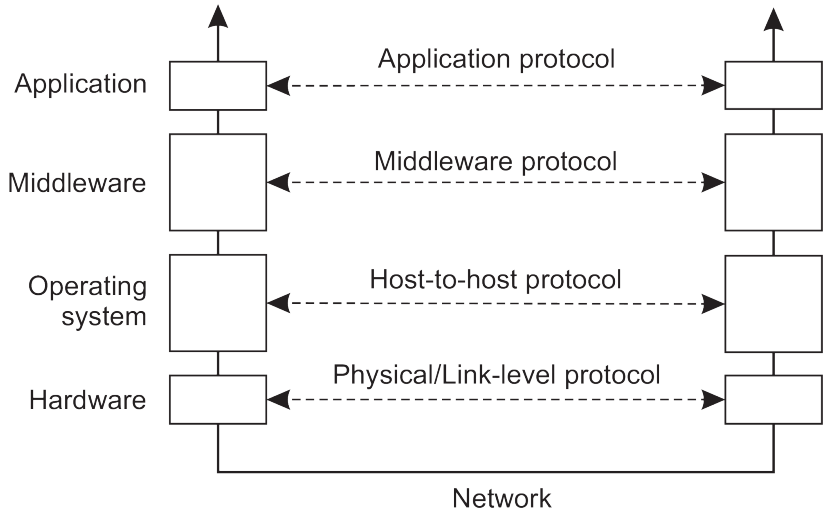 Application
Application protocol
Middleware
Middleware protocol
Operating
system
Host-to-host protocol
Hardware
Physical/Link-level protocol
Network